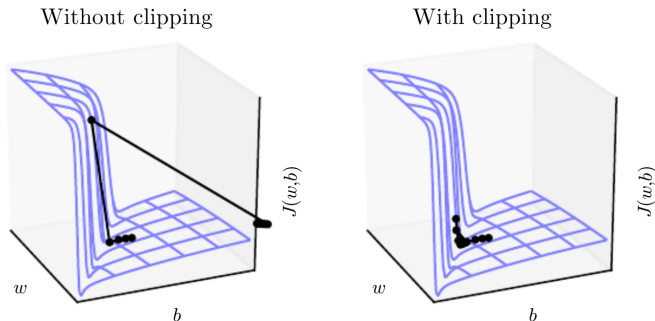 Without clipping
With clipping
J(w,b)
J(w,b)
w
w
b
b